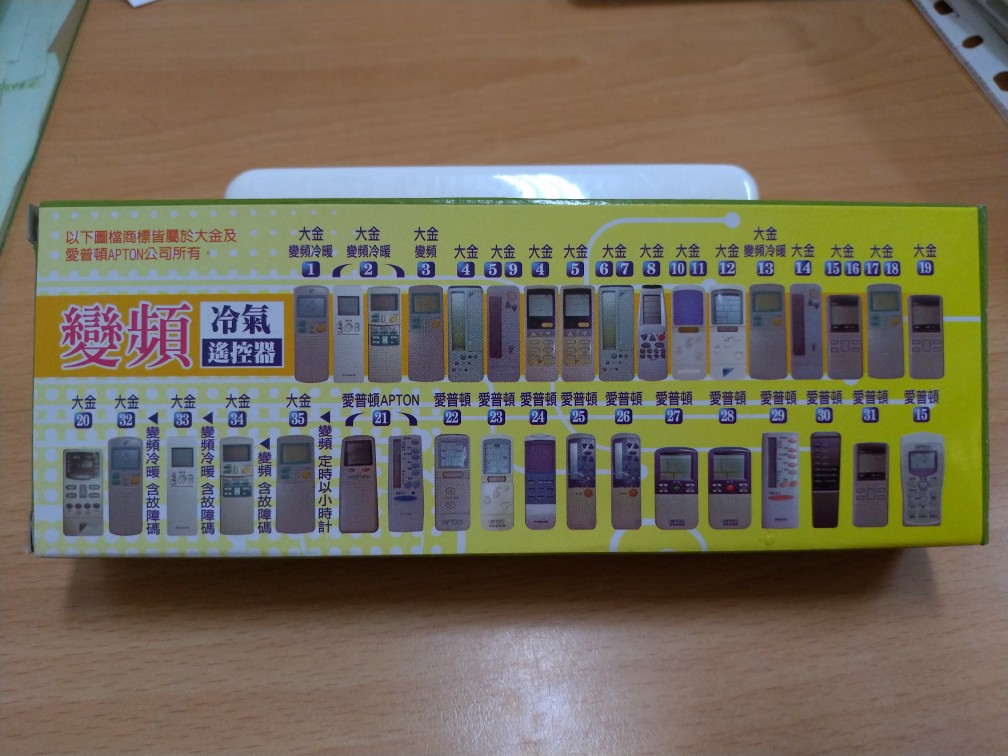 以下圖檔商標皆屬於大金及
愛普頓APTON公司所有。
變頻
冷氣
遙控器
大金 變頻冷暖 1
大金 變頻冷暖 2
大金 變頻 3
大金 4
大金 5 9
大金 4
大金 5
大金 6 7
大金 8
大金 10 11
大金 12
大金 變頻冷暖 13
大金 14
大金 15 16
大金 17 18
大金 19
大金 20
大金 32
◀變頻冷暖 含故障碼
大金 33
◀變頻冷暖 含故障碼
大金 34
◀變頻 含故障碼
大金 35
◀變頻 定時以小時計
愛普頓APTON 21
愛普頓 22
愛普頓 23
愛普頓 24
愛普頓 25
愛普頓 26
愛普頓 27
愛普頓 28
愛普頓 29
愛普頓 30
愛普頓 31
愛普頓 15